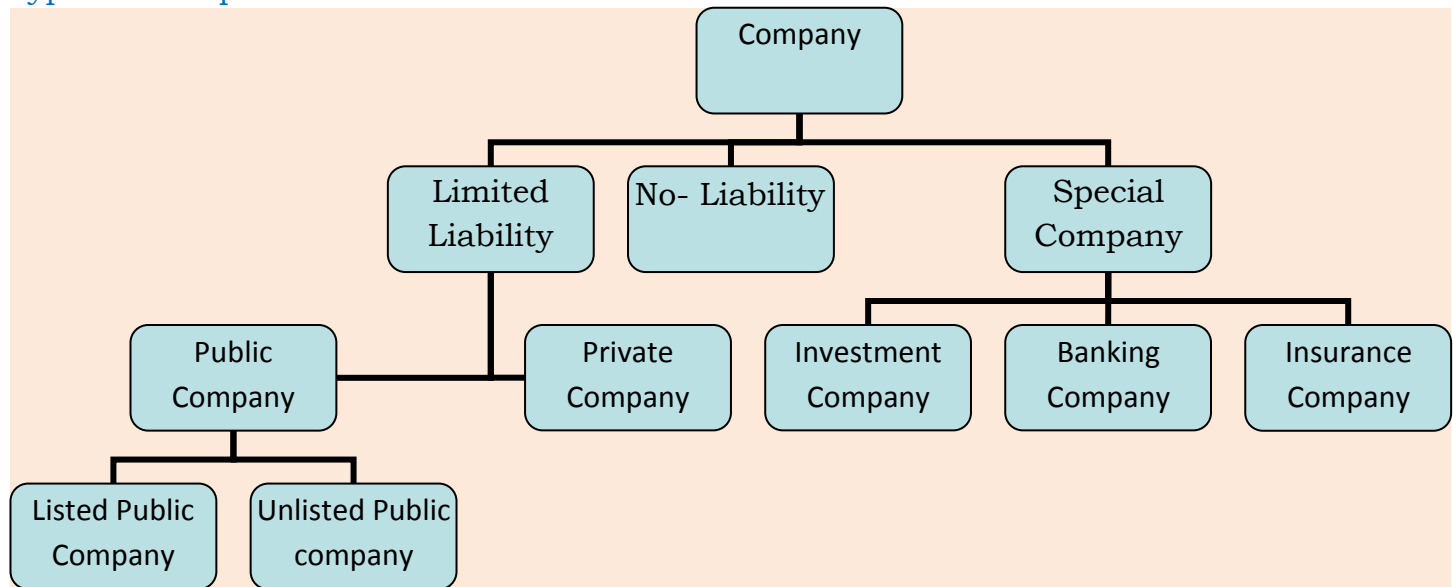 Company
Limited
Liability
No- Liability
Special
Company
Public
Company
Private
Company
Investment
Company
Banking
Company
Insurance
Company
Listed Public
Company
Unlisted Public
company